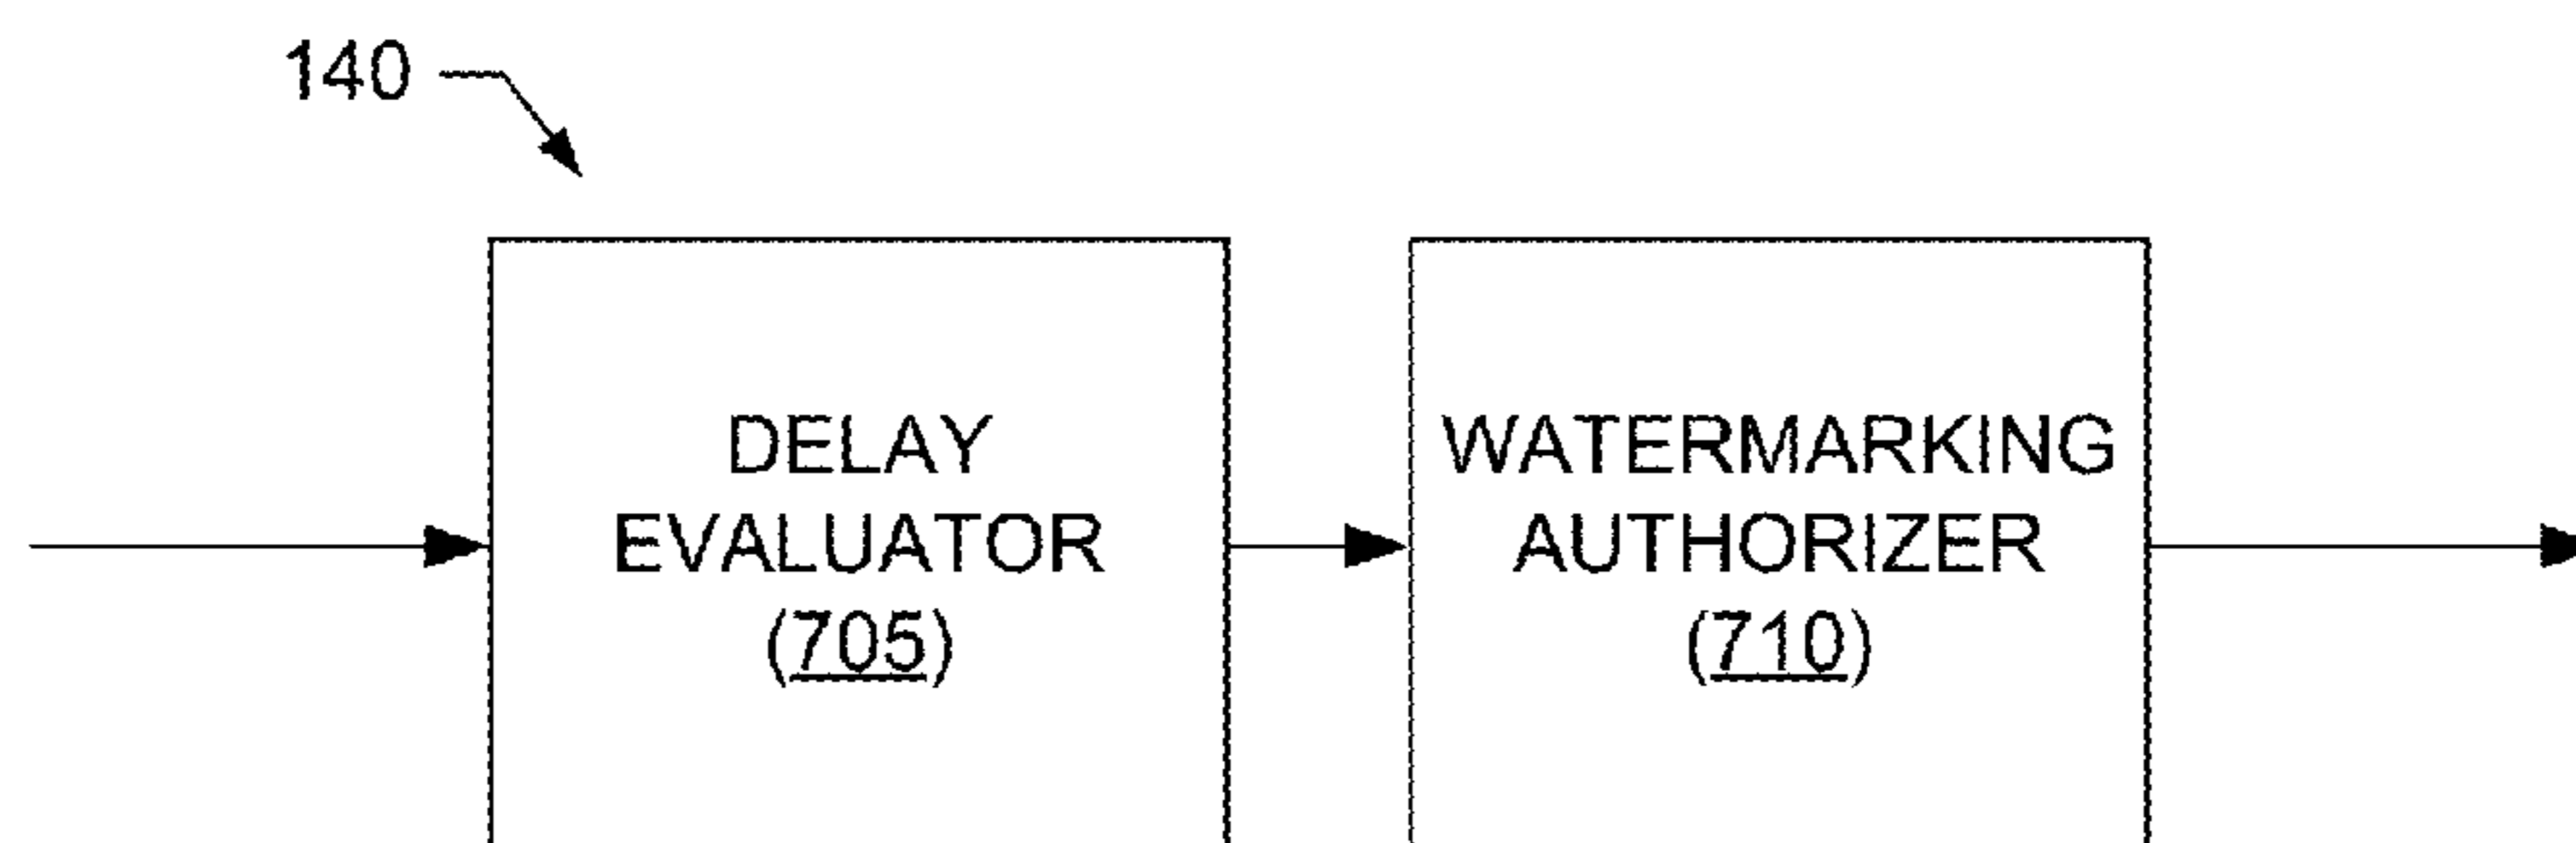 140
DELAY
EVALUATOR
(705)
WATERMARKING
AUTHORIZER
(710)